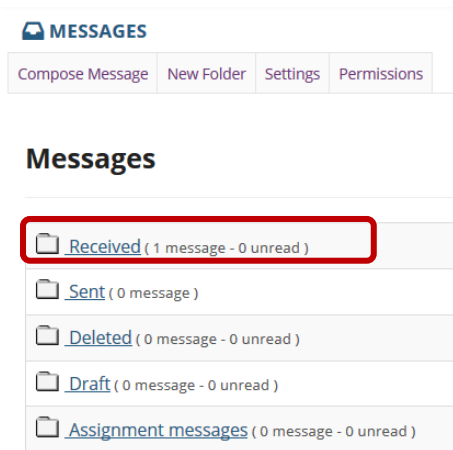 MESSAGES
Compose Message New Folder Settings Permissions
Messages
Received ( 1 message - 0 unread )
Sent ( 0 message )
Deleted ( 0 message - 0 unread )
Draft ( 0 message - 0 unread )
Assignment messages ( 0 message - 0 unread )